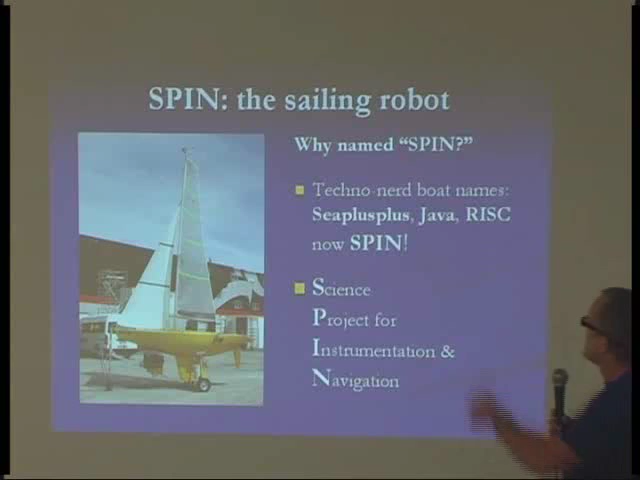 SPIN: the sailing robot
Why named “SPIN?”
Techno-nerd boat names:
Seaplusplus, Java, RISC
now SPIN!
Science
Project for
Instrumentation &
Navigation